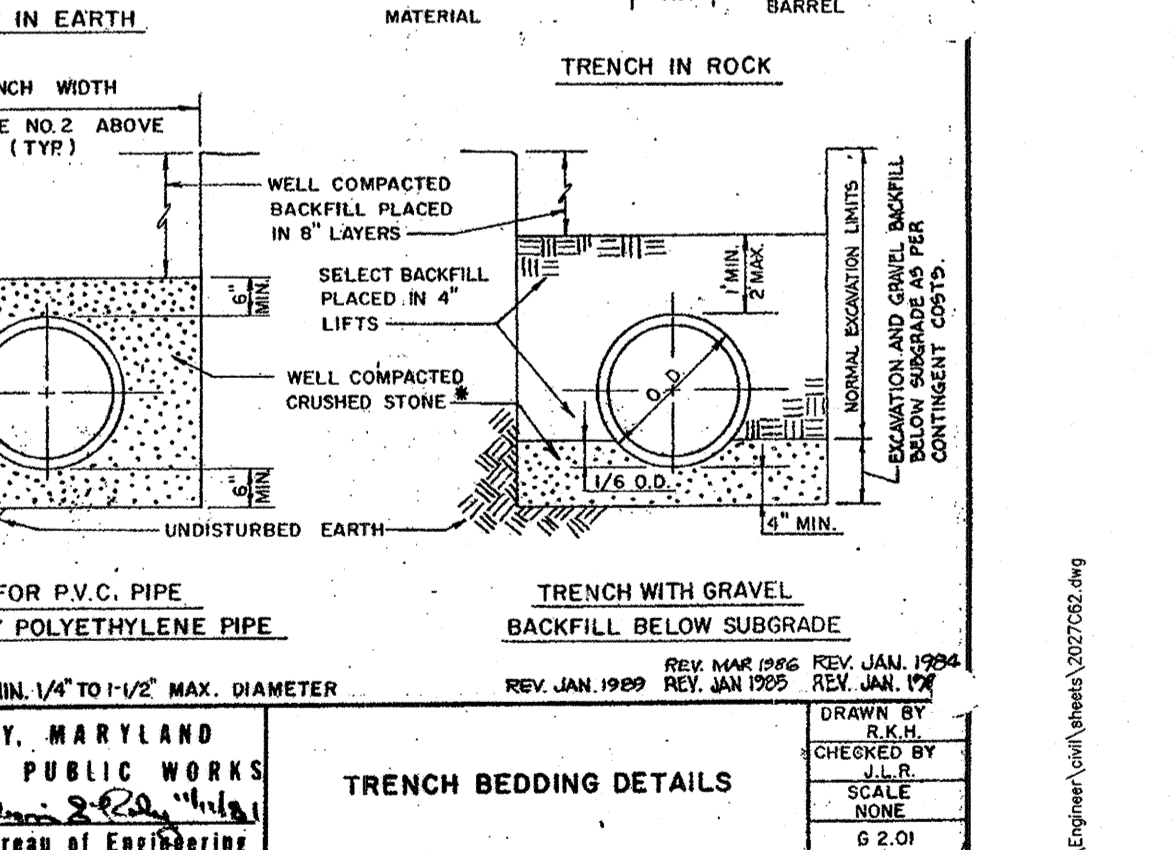 IN EARTH
MATERIAL
BARREL
TRENCH IN ROCK
NCH WIDTH
E NO. 2 ABOVE
(TYP.)
WELL COMPACTED
BACKFILL PLACED
IN 8" LAYERS
SELECT BACKFILL
PLACED IN 4"
LIFTS
WELL COMPACTED
CRUSHED STONE *
6"
MIN.
6"
MIN
UNDISTURBED EARTH
1' MIN.
2' MAX.
O.D.
1/6 O.D.
4" MIN.
NORMAL EXCAVATION LIMITS
EXCAVATION AND GRAVEL BACKFILL
BELOW SUBGRADE AS PER
CONTINGENT COSTS.
FOR P.V.C. PIPE
POLYETHYLENE PIPE
TRENCH WITH GRAVEL
BACKFILL BELOW SUBGRADE
MIN. 1/4" TO 1-1/2" MAX. DIAMETER
REV. MAR 1986 REV. JAN. 1984
REV. JAN. 1989 REV. JAN 1985 REV. JAN.
Y, MARYLAND
PUBLIC WORKS
reau of Engineering
TRENCH BEDDING DETAILS
DRAWN BY
R.K.H.
CHECKED BY
J.L.R.
SCALE
NONE
G 2.01
\Engineer\civil\sheets\2027C62.dwg